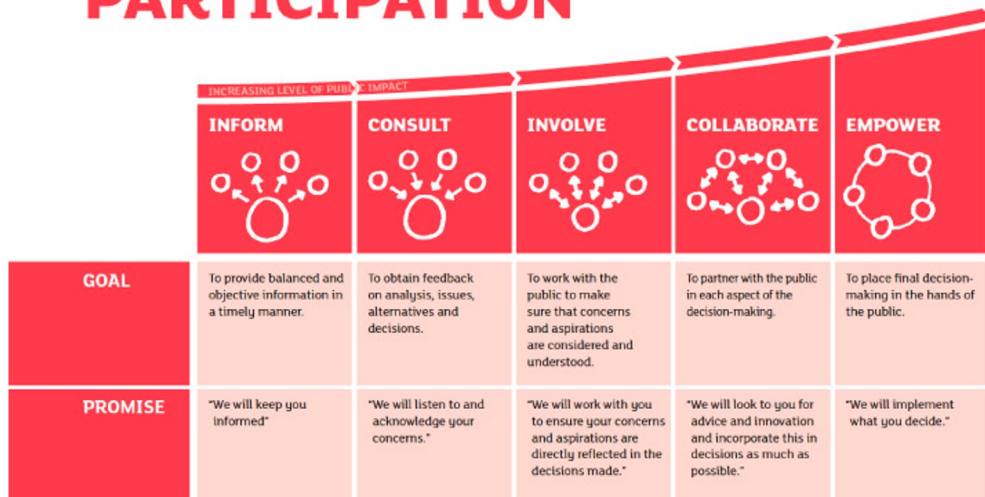 PARTICIPATION
INCREASING LEVEL OF PUBLIC IMPACT
INFORM
CONSULT
INVOLVE
COLLABORATE
EMPOWER
GOAL
To provide balanced and
objective information in
a timely manner.
To obtain feedback
on analysis, issues,
alternatives and
decisions.
To work with the
public to make
sure that concerns
and aspirations
are considered and
understood.
To partner with the public
in each aspect of the
decision-making.
To place final decision-
making in the hands of
the public.
PROMISE
"We will keep you
informed"
"We will listen to and
acknowledge your
concerns."
"We will work with you
to ensure your concerns
and aspirations are
directly reflected in the
decisions made."
"We will look to you for
advice and innovation
and incorporate this in
decisions as much as
possible."
"We will implement
what you decide."